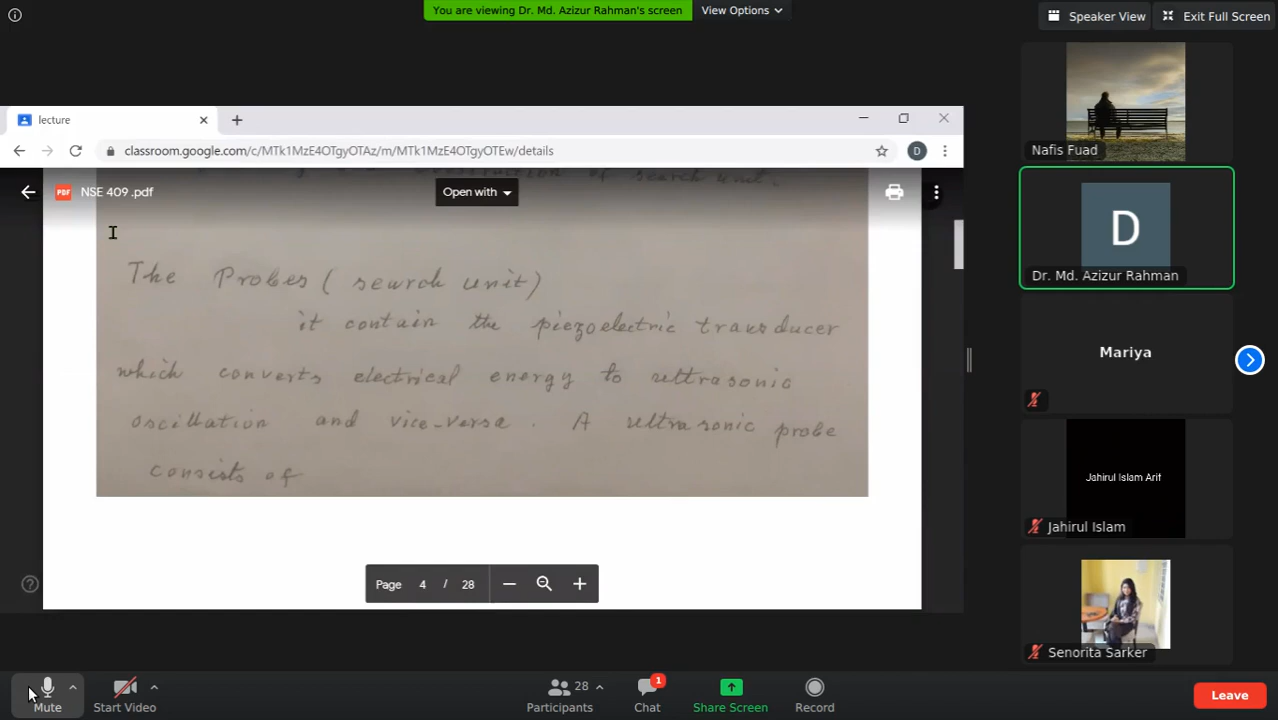 You are viewing Dr. Md. Azizur Rahman's screen
View Options
Speaker View
Exit Full Screen
lecture
classroom.google.com/c/MTk1MzE4OTgyOTAz/m/MTk1MzE4OTgyOTEw/details
D
NSE 409 .pdf
Open with
of search unit.
The Probes ( search unit)
it contain the piezoelectric transducer
which converts electrical energy to ultrasonic
oscillation and vice-versa . A ultrasonic probe
consists of
Page 4 / 28
Nafis Fuad
D
Dr. Md. Azizur Rahman
Mariya
Jahirul Islam Arif
Jahirul Islam
Senorita Sarker
Mute
Start Video
28
Participants
1
Chat
Share Screen
Record
Leave